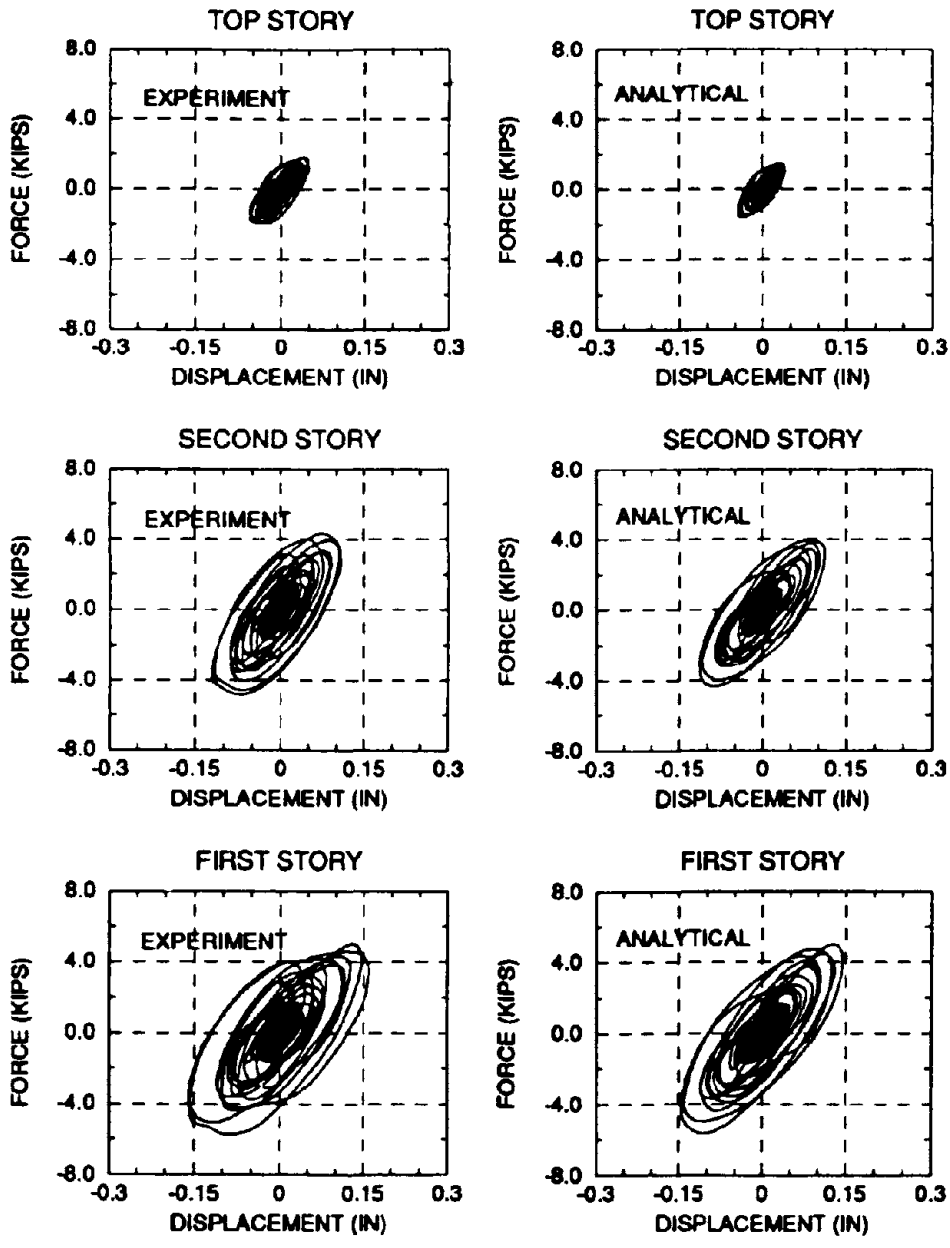 TOP STORY
8.0
4.0
0.0
-4.0
-8.0
FORCE (KIPS)
EXPERIMENT
-0.3 -0.15 0 0.15 0.3
DISPLACEMENT (IN)
TOP STORY
8.0
4.0
0.0
-4.0
-8.0
FORCE (KIPS)
ANALYTICAL
-0.3 -0.15 0 0.15 0.3
DISPLACEMENT (IN)
SECOND STORY
8.0
4.0
0.0
-4.0
-8.0
FORCE (KIPS)
EXPERIMENT
-0.3 -0.15 0 0.15 0.3
DISPLACEMENT (IN)
SECOND STORY
8.0
4.0
0.0
-4.0
-8.0
FORCE (KIPS)
ANALYTICAL
-0.3 -0.15 0 0.15 0.3
DISPLACEMENT (IN)
FIRST STORY
8.0
4.0
0.0
-4.0
-8.0
FORCE (KIPS)
EXPERIMENT
-0.3 -0.15 0 0.15 0.3
DISPLACEMENT (IN)
FIRST STORY
8.0
4.0
0.0
-4.0
-8.0
FORCE (KIPS)
ANALYTICAL
-0.3 -0.15 0 0.15 0.3
DISPLACEMENT (IN)